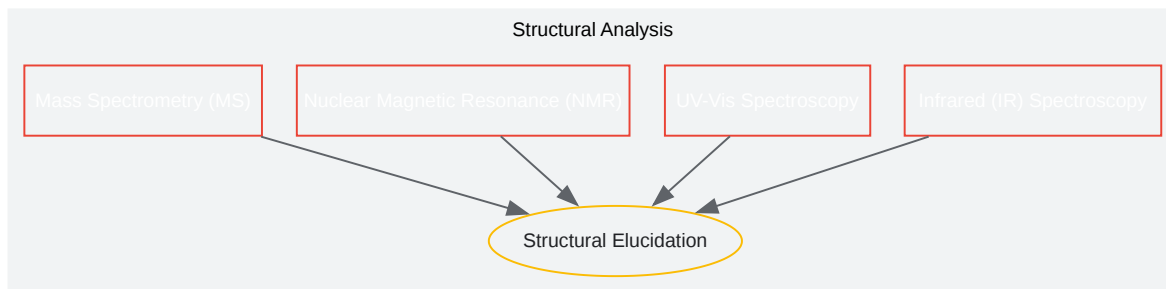 Structural Analysis
Mass Spectrometry (MS)
Nuclear Magnetic Resonance (NMR)
UV-Vis Spectroscopy
Infrared (IR) Spectroscopy
Structural Elucidation